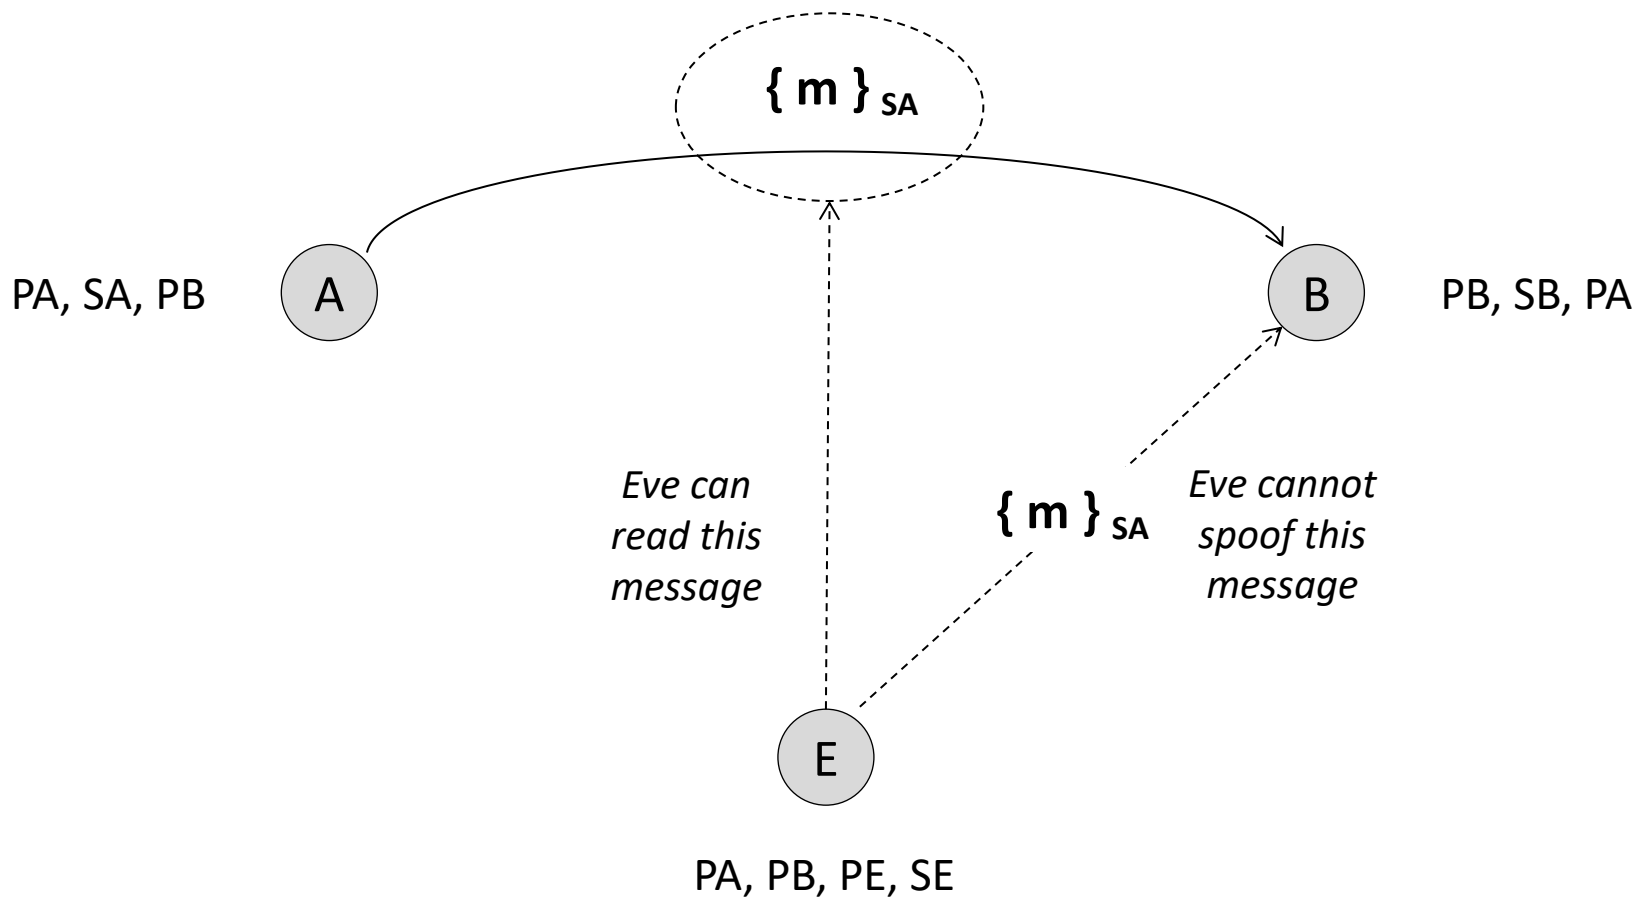 { m } SA
PA, SA, PB
A
B
PB, SB, PA
Eve can
read this
message
{ m } SA
Eve cannot
spoof this
message
E
PA, PB, PE, SE